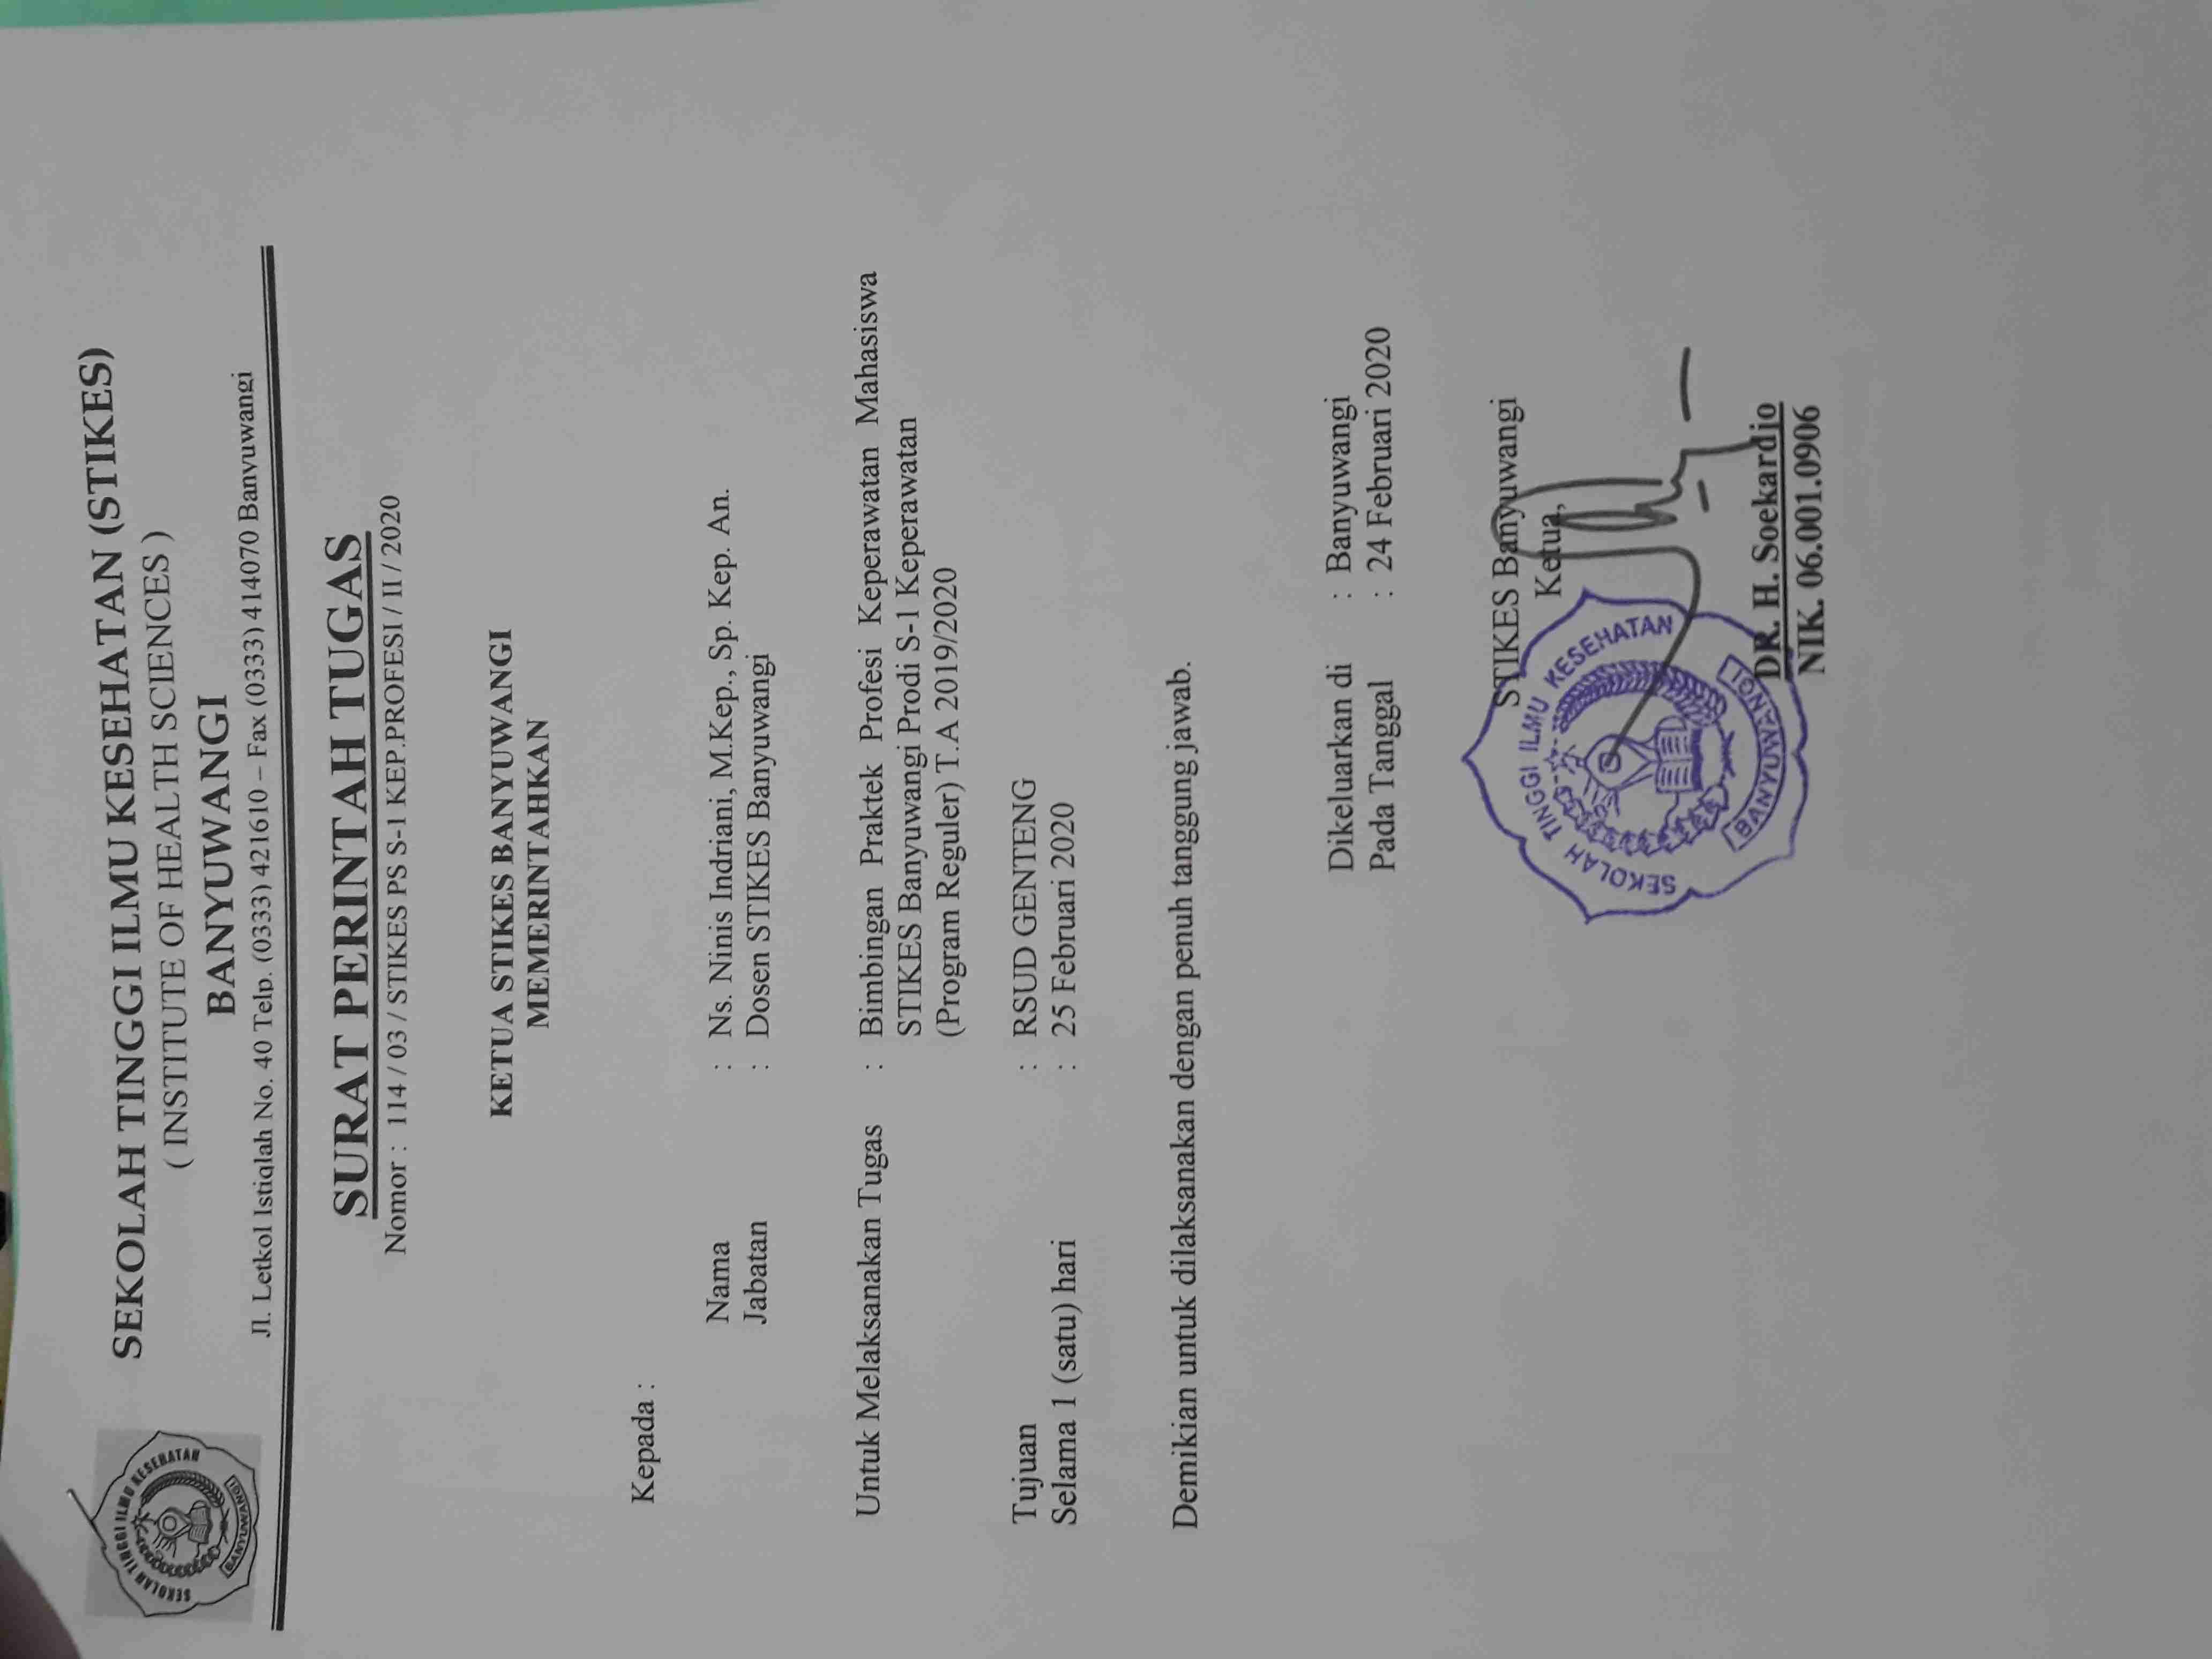 SEKOLAH TINGGI ILMU KESEHATAN
BANYUWANGI
SEKOLAH TINGGI ILMU KESEHATAN (STIKES)
( INSTITUTE OF HEALTH SCIENCES )
BANYUWANGI
Jl. Letkol Istiqlah No. 40 Telp. (0333) 421610 – Fax (0333) 414070 Banyuwangi
SURAT PERINTAH TUGAS
Nomor : 114 / 03 / STIKES PS S-1 KEP.PROFESI / II / 2020
KETUA STIKES BANYUWANGI
MEMERINTAHKAN
Kepada :
Nama : Ns. Ninis Indriani, M.Kep., Sp. Kep. An.
Jabatan : Dosen STIKES Banyuwangi
Untuk Melaksanakan Tugas : Bimbingan Praktek Profesi Keperawatan Mahasiswa
STIKES Banyuwangi Prodi S-1 Keperawatan
(Program Reguler) T.A 2019/2020
Tujuan : RSUD GENTENG
Selama 1 (satu) hari : 25 Februari 2020
Demikian untuk dilaksanakan dengan penuh tanggung jawab.
Dikeluarkan di : Banyuwangi
Pada Tanggal : 24 Februari 2020
STIKES Banyuwangi
Ketua,
SEKOLAH TINGGI ILMU KESEHATAN
BANYUWANGI
DR. H. Soekardjo
NIK. 06.001.0906